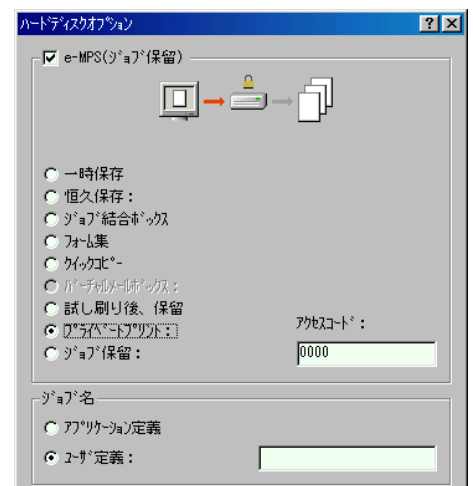 ﾊｰﾄﾞﾃﾞｨｽｸｵﾌﾟｼｮﾝ
e-MPS(ｼﾞｮﾌﾞ保留)
一時保存
恒久保存：
ｼﾞｮﾌﾞ結合ﾎﾞｯｸｽ
ﾌｫｰﾑ集
ｸｲｯｸｺﾋﾟｰ
ﾊﾞｰﾁｬﾙﾒｰﾙﾎﾞｯｸｽ：
試し刷り後、保留
ﾌﾟﾗｲﾍﾞｰﾄﾌﾟﾘﾝﾄ：
ｱｸｾｽｺｰﾄﾞ：
ｼﾞｮﾌﾞ保留：
0000
ｼﾞｮﾌﾞ名
ｱﾌﾟﾘｹｰｼｮﾝ定義
ﾕｰｻﾞ定義：